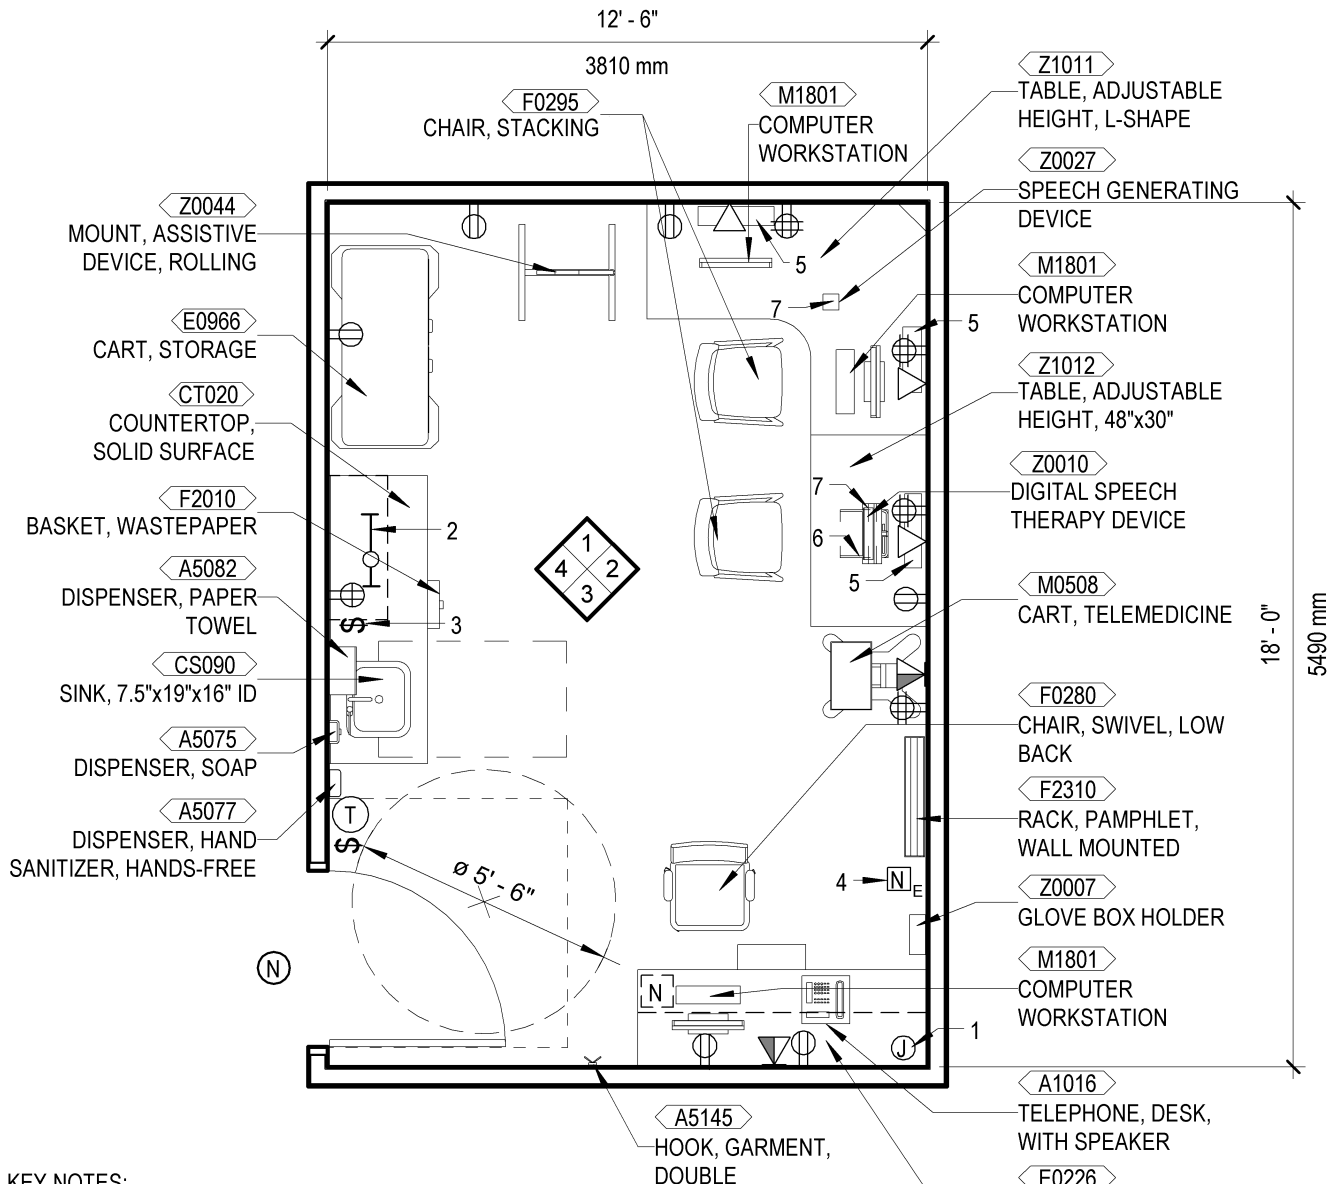 12' - 6"
3810 mm
F0295
CHAIR, STACKING
M1801
COMPUTER
WORKSTATION
Z1011
TABLE, ADJUSTABLE
HEIGHT, L-SHAPE
Z0027
SPEECH GENERATING
DEVICE
M1801
COMPUTER
WORKSTATION
Z1012
TABLE, ADJUSTABLE
HEIGHT, 48"x30"
Z0010
DIGITAL SPEECH
THERAPY DEVICE
M0508
CART, TELEMEDICINE
F0280
CHAIR, SWIVEL, LOW
BACK
F2310
RACK, PAMPHLET,
WALL MOUNTED
Z0007
GLOVE BOX HOLDER
M1801
COMPUTER
WORKSTATION
A1016
TELEPHONE, DESK,
WITH SPEAKER
E0226
Z0044
MOUNT, ASSISTIVE
DEVICE, ROLLING
E0966
CART, STORAGE
CT020
COUNTERTOP,
SOLID SURFACE
F2010
BASKET, WASTEPAPER
A5082
DISPENSER, PAPER
TOWEL
CS090
SINK, 7.5"x19"x16" ID
A5075
DISPENSER, SOAP
A5077
DISPENSER, HAND
SANITIZER, HANDS-FREE
A5145
HOOK, GARMENT,
DOUBLE
5
7
5
7
6
5
2
3
1
4
2
3
T
S
S
ø 5' - 6"
4
N
E
N
N
J
1
18' - 0"
5490 mm
KEY NOTES: